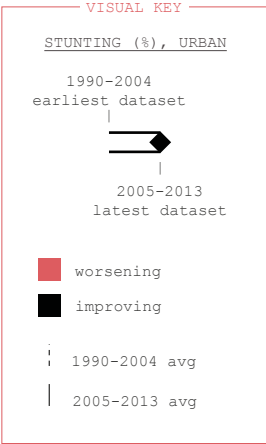 VISUAL KEY
STUNTING (%), URBAN
1990-2004
earliest dataset
2005-2013
latest dataset
worsening
improving
1990-2004 avg
2005-2013 avg